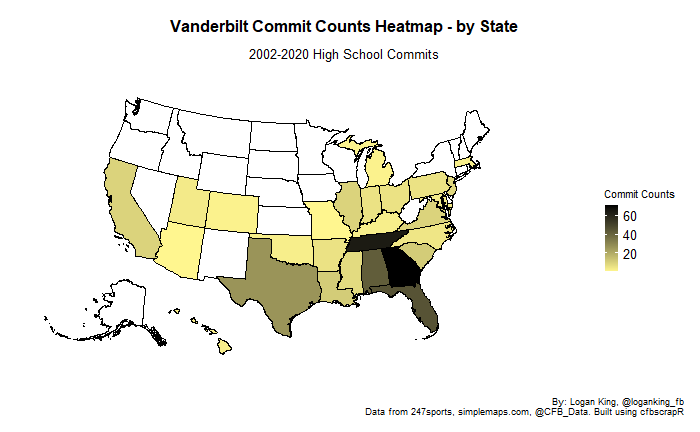 Vanderbilt Commit Counts Heatmap - by State
2002-2020 High School Commits
Commit Counts
60
40
20
By: Logan King, @loganking_fb
Data from 247sports, simplemaps.com, @CFB_Data. Built using cfbscrapR